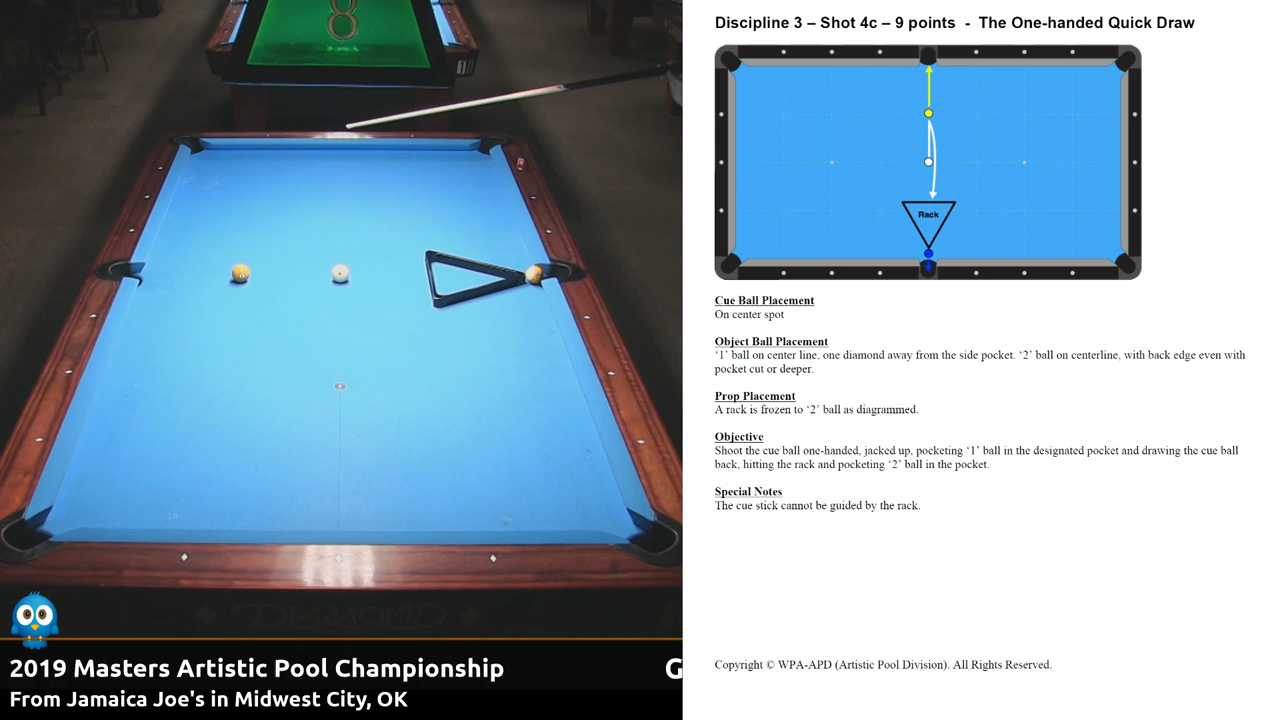 8
DIAMOND
2019 Masters Artistic Pool Championship
G
From Jamaica Joe's in Midwest City, OK
Discipline 3 – Shot 4c – 9 points - The One-handed Quick Draw
Rack
Cue Ball Placement
On center spot
Object Ball Placement
‘1’ ball on center line, one diamond away from the side pocket. ‘2’ ball on centerline, with back edge even with
pocket cut or deeper.
Prop Placement
A rack is frozen to ‘2’ ball as diagrammed.
Objective
Shoot the cue ball one-handed, jacked up, pocketing ‘1’ ball in the designated pocket and drawing the cue ball
back, hitting the rack and pocketing ‘2’ ball in the pocket.
Special Notes
The cue stick cannot be guided by the rack.
Copyright © WPA-APD (Artistic Pool Division). All Rights Reserved.